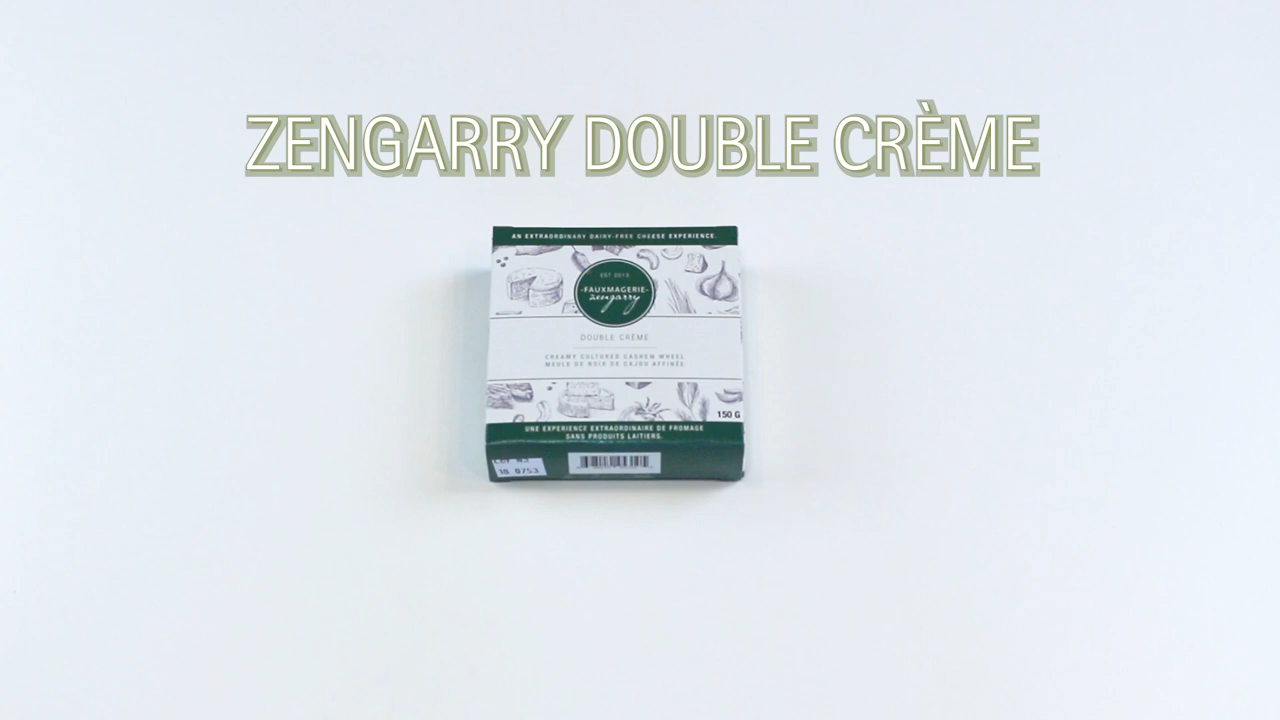 ZENGARRY DOUBLE CRÈME
AN EXTRAORDINARY DAIRY-FREE CHEESE EXPERIENCE.
EST 2013
-FAUXMAGERIE-
zengarry
DOUBLE CRÈME
CREAMY CULTURED CASHEW WHEEL
MEULE DE NOIX DE CAJOU AFFINÉE
150 G
UNE EXPERIENCE EXTRAORDINAIRE DE FROMAGE
SANS PRODUITS LAITIERS.
18 0753